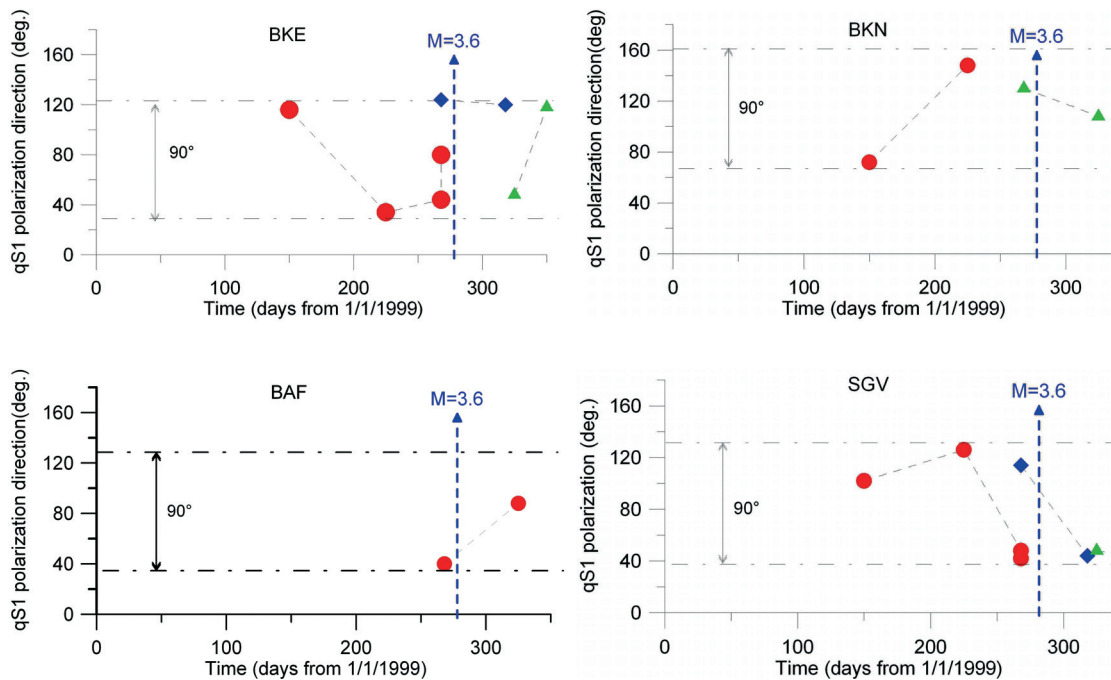 BKE
M=3.6
qS1 polarization direction (deg.)
160
120
80
40
0
90°
0
100
200
300
Time (days from 1/1/1999)
BKN
M=3.6
qS1 polarization direction(deg)
160
120
80
40
0
90°
0
100
200
300
Time (days from 1/1/1999)
BAF
M=3.6
qS1 polarization direction(deg.)
160
120
80
40
0
90°
0
100
200
300
Time (days from 1/1/1999)
SGV
M=3.6
qS1 polarization (deg.)
160
120
80
40
0
90°
0
100
200
300
Time (days from 1/1/1999)